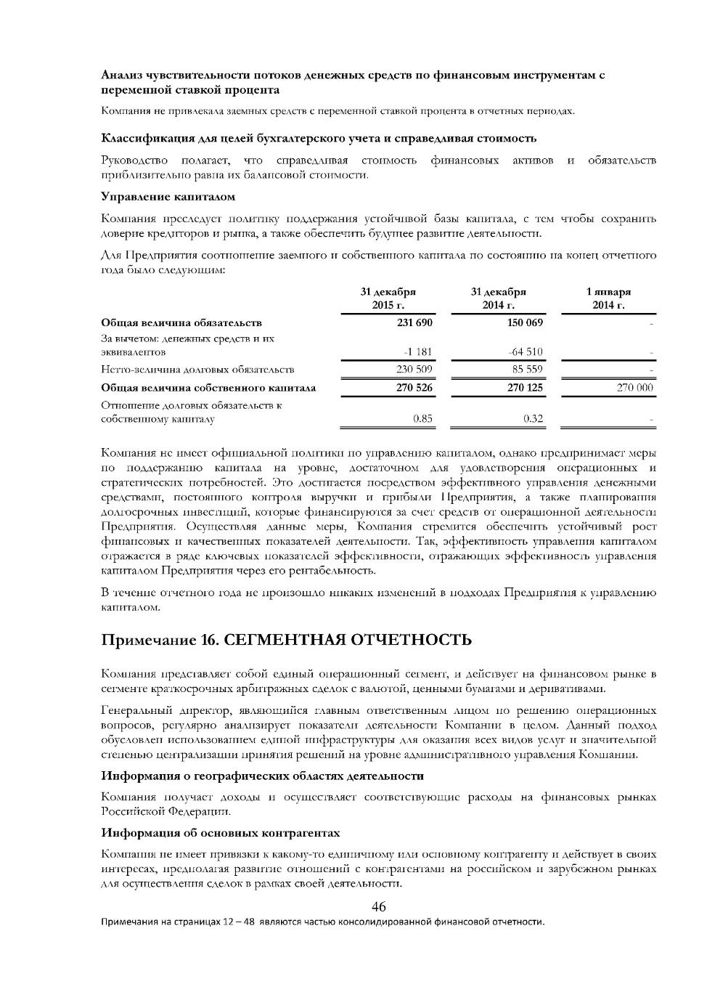 Анализ чувствительности потоков денежных средств по финансовым инструментам с
переменной ставкой процента
Компания не привлекала заемных средств с переменной ставкой процента в отчетных периодах.
Классификация для целей бухгалтерского учета и справедливая стоимость
Руководство полагает, что справедливая стоимость финансовых активов и обязательств
приблизительно равна их балансовой стоимости.
Управление капиталом
Компания преследует политику поддержания устойчивой базы капитала, с тем чтобы сохранить
доверие кредиторов и рынка, а также обеспечить будущее развитие деятельности.
Для Предприятия соотношение заемного и собственного капитала по состоянию на конец отчетного
года было следующим:
31 декабря 31 декабря 1 января
2015 г. 2014 г. 2014 г.
Общая величина обязательств 231 690 150 069 -
За вычетом: денежных средств и их
эквивалентов -1 181 -64 510 -
Нетто-величина долговых обязательств 230 509 85 559 -
Общая величина собственного капитала 270 526 270 125 270 000
Отношение долговых обязательств к
собственному капиталу 0.85 0.32 -
Компания не имеет официальной политики по управлению капиталом, однако предпринимает меры
по поддержанию капитала на уровне, достаточном для удовлетворения операционных и
стратегических потребностей. Это достигается посредством эффективного управления денежными
средствами, постоянного контроля выручки и прибыли Предприятия, а также планирования
долгосрочных инвестиций, которые финансируются за счет средств от операционной деятельности
Предприятия. Осуществляя данные меры, Компания стремится обеспечить устойчивый рост
финансовых и качественных показателей деятельности. Так, эффективность управления капиталом
отражается в ряде ключевых показателей эффективности, отражающих эффективность управления
капиталом Предприятия через его рентабельность.
В течение отчетного года не произошло никаких изменений в подходах Предприятия к управлению
капиталом.
Примечание 16. СЕГМЕНТНАЯ ОТЧЕТНОСТЬ
Компания представляет собой единый операционный сегмент, и действует на финансовом рынке в
сегменте краткосрочных арбитражных сделок с валютой, ценными бумагами и деривативами.
Генеральный директор, являющийся главным ответственным лицом по решению операционных
вопросов, регулярно анализирует показатели деятельности Компании в целом. Данный подход
обусловлен использованием единой инфраструктуры для оказания всех видов услуг и значительной
степенью централизации принятия решений на уровне административного управления Компании.
Информация о географических областях деятельности
Компания получает доходы и осуществляет соответствующие расходы на финансовых рынках
Российской Федерации.
Информация об основных контрагентах
Компания не имеет привязки к какому-то единичному или основному контрагенту и действует в своих
интересах, предполагая развитие отношений с контрагентами на российском и зарубежном рынках
для осуществления сделок в рамках своей деятельности.
46
Примечания на страницах 12 – 48 являются частью консолидированной финансовой отчетности.